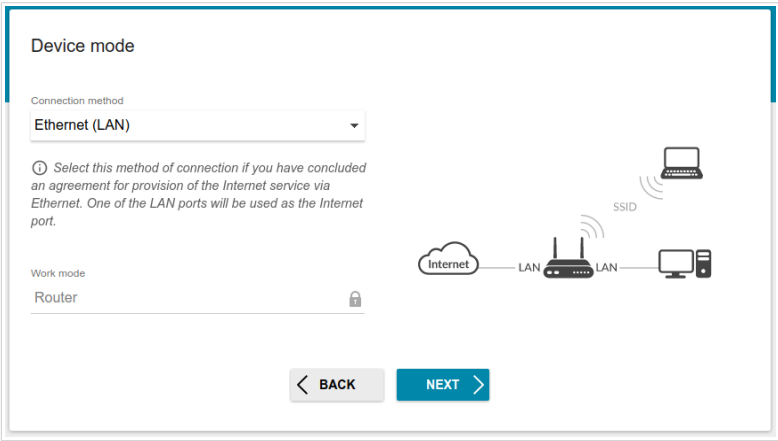 Device mode
Connection method
Ethernet (LAN)
Select this method of connection if you have concluded
an agreement for provision of the Internet service via
Ethernet. One of the LAN ports will be used as the Internet
port.
SSID
Internet
LAN
LAN
Work mode
Router
BACK
NEXT